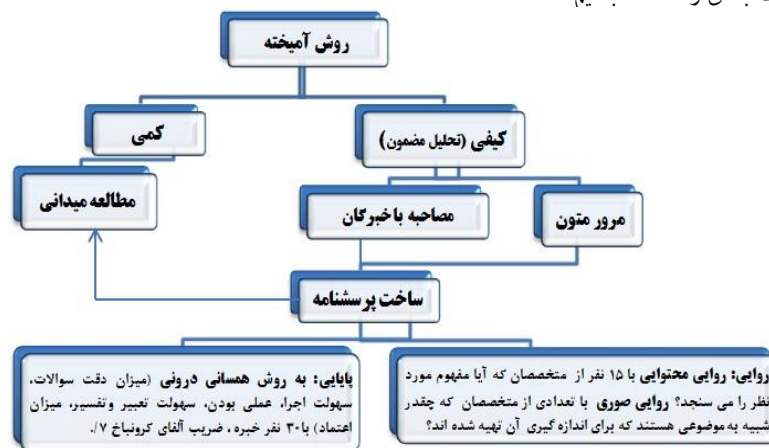 روش آمیخته
کمی
کیفی (تحلیل مضمون)
مطالعه میدانی
مصاحبه باخبرگان
مرور متون
ساخت پرسشنامه
روایی: روایی محتوایی با ۱۵ نفر از متخصصان که آیا مفهوم مورد
نظر را می سنجد؟ روایی صوری با تعدادی از متخصصان که چقدر
شبیه به موضوعی هستند که برای اندازه گیری آن تهیه شده اند؟
پایایی: به روش همسانی درونی (میزان دقت سوالات،
سهولت اجرا، عملی بودن، سهولت تعبیر وتفسیر، میزان
اعتماد) با ۳۰ نفر خبره، ضریب آلفای کرونباخ ۷/.